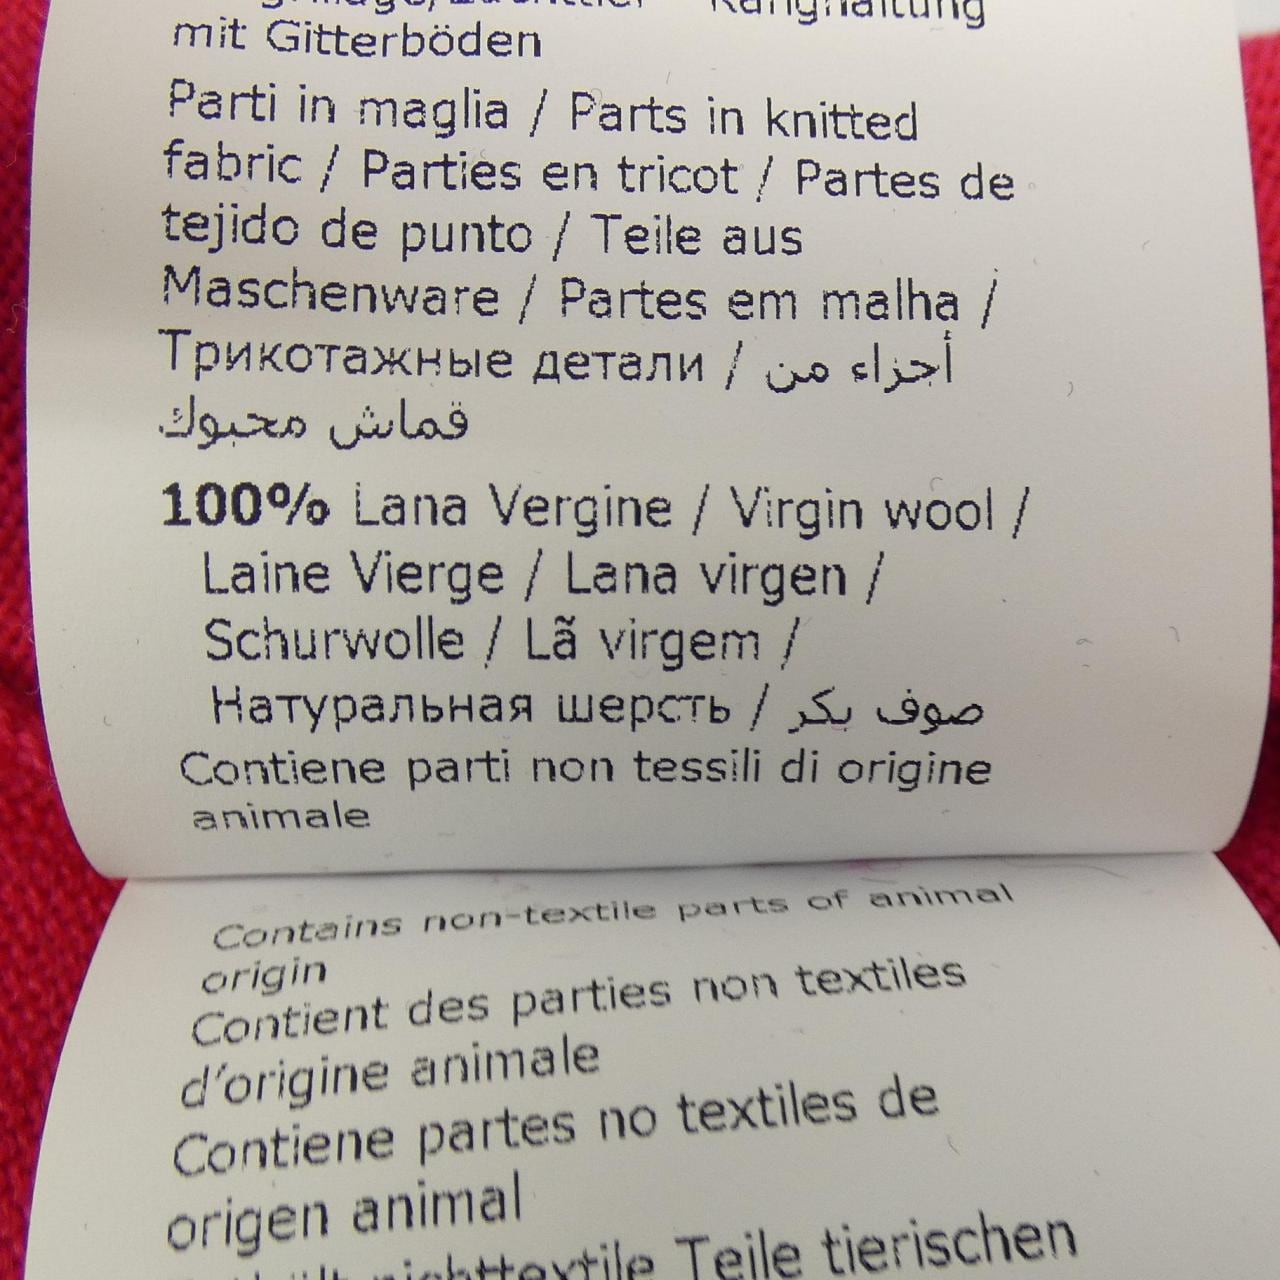 Käfighaltung
mit Gitterböden
Parti in maglia / Parts in knitted
fabric / Parties en tricot / Partes de
tejido de punto / Teile aus
Maschenware / Partes em malha /
Трикотажные детали / أجزاء من
قماش محبوك
100% Lana Vergine / Virgin wool /
Laine Vierge / Lana virgen /
Schurwolle / Lã virgem /
Натуральная шерсть / صوف بكر
Contiene parti non tessili di origine
animale
Contains non-textile parts of animal
origin
Contient des parties non textiles
d'origine animale
Contiene partes no textiles de
origen animal
nichttextile Teile tierischen